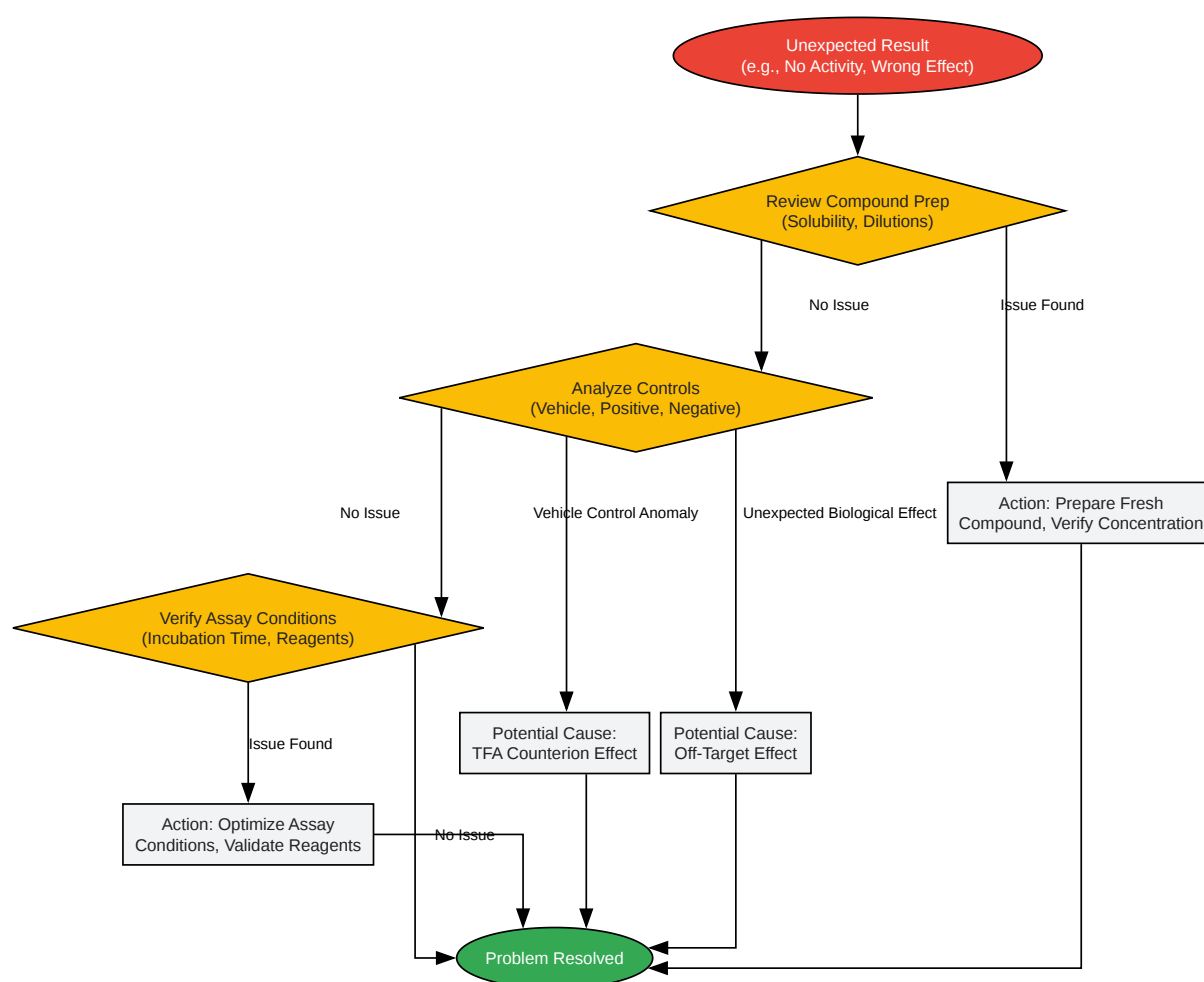 Unexpected Result
(e.g., No Activity, Wrong Effect)
Review Compound Prep
(Solubility, Dilutions)
No Issue
Issue Found
Analyze Controls
(Vehicle, Positive, Negative)
No Issue
Vehicle Control Anomaly
Unexpected Biological Effect
Action: Prepare Fresh
Compound, Verify Concentration
Verify Assay Conditions
(Incubation Time, Reagents)
Issue Found
Potential Cause:
TFA Counterion Effect
Potential Cause:
Off-Target Effect
Action: Optimize Assay
Conditions, Validate Reagents
No Issue
Problem Resolved